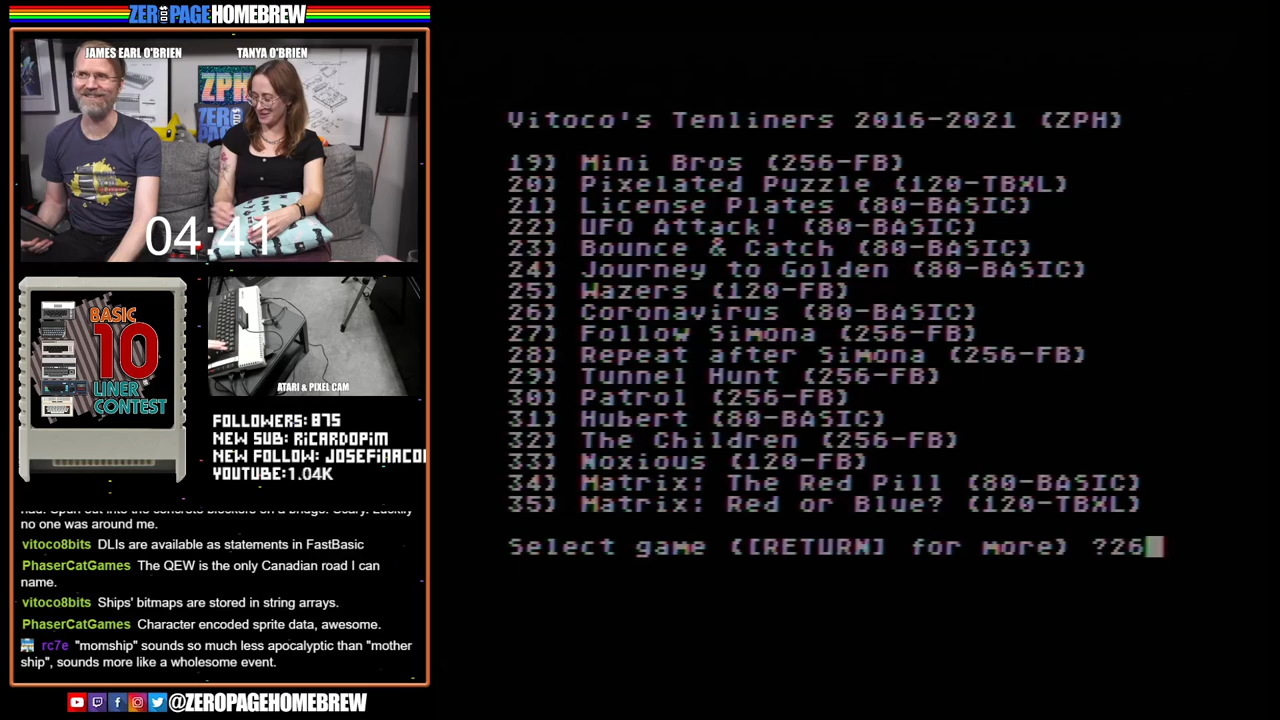 ZEROPAGE HOMEBREW
JAMES EARL O'BRIEN
TANYA O'BRIEN
ZPH
04:41
BASIC
10
LINER
CONTEST
ATARI & PIXEL CAM
FOLLOWERS: 875
NEW SUB: RICARDOPIM
NEW FOLLOW: JOSEFINACO
YOUTUBE:1.04K
no one was around me.
vitoco8bits DLIs are available as statements in FastBasic
PhaserCatGames The QEW is the only Canadian road I can
name.
vitoco8bits Ships' bitmaps are stored in string arrays.
PhaserCatGames Character encoded sprite data, awesome.
rc7e "momship" sounds so much less apocalyptic than "mother
ship", sounds more like a wholesome event.
@ZEROPAGEHOMEBREW
Vitoco's Tenliners 2016-2021 (ZPH)
19) Mini Bros (256-FB)
20) Pixelated Puzzle (120-TBXL)
21) License Plates (80-BASIC)
22) UFO Attack! (80-BASIC)
23) Bounce & Catch (80-BASIC)
24) Journey to Golden (80-BASIC)
25) Wazers (120-FB)
26) Coronavirus (80-BASIC)
27) Follow Simona (256-FB)
28) Repeat after Simona (256-FB)
29) Tunnel Hunt (256-FB)
30) Patrol (256-FB)
31) Hubert (80-BASIC)
32) The Children (256-FB)
33) Noxious (120-FB)
34) Matrix: The Red Pill (80-BASIC)
35) Matrix: Red or Blue? (120-TBXL)
Select game ([RETURN] for more) ?26